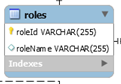 roles
roleId VARCHAR(255)
roleName VARCHAR(255)
Indexes